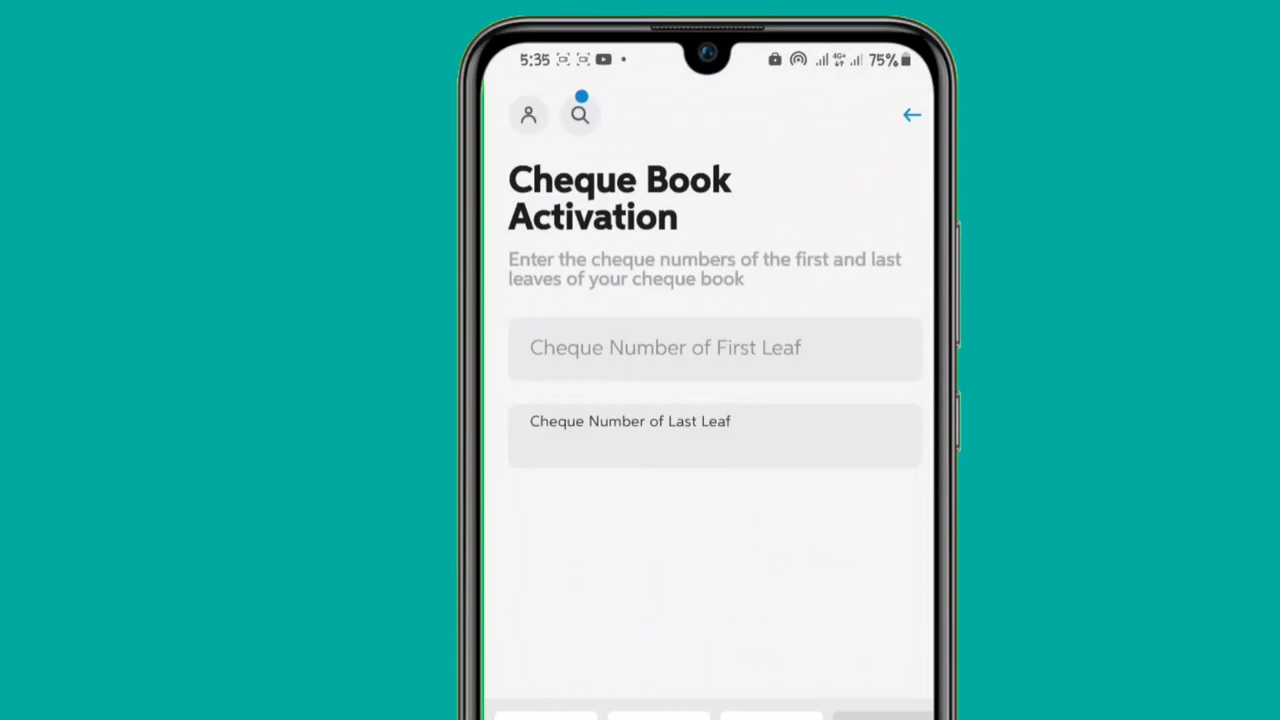 5:35
4G+
75%
Cheque Book
Activation
Enter the cheque numbers of the first and last
leaves of your cheque book
Cheque Number of First Leaf
Cheque Number of Last Leaf